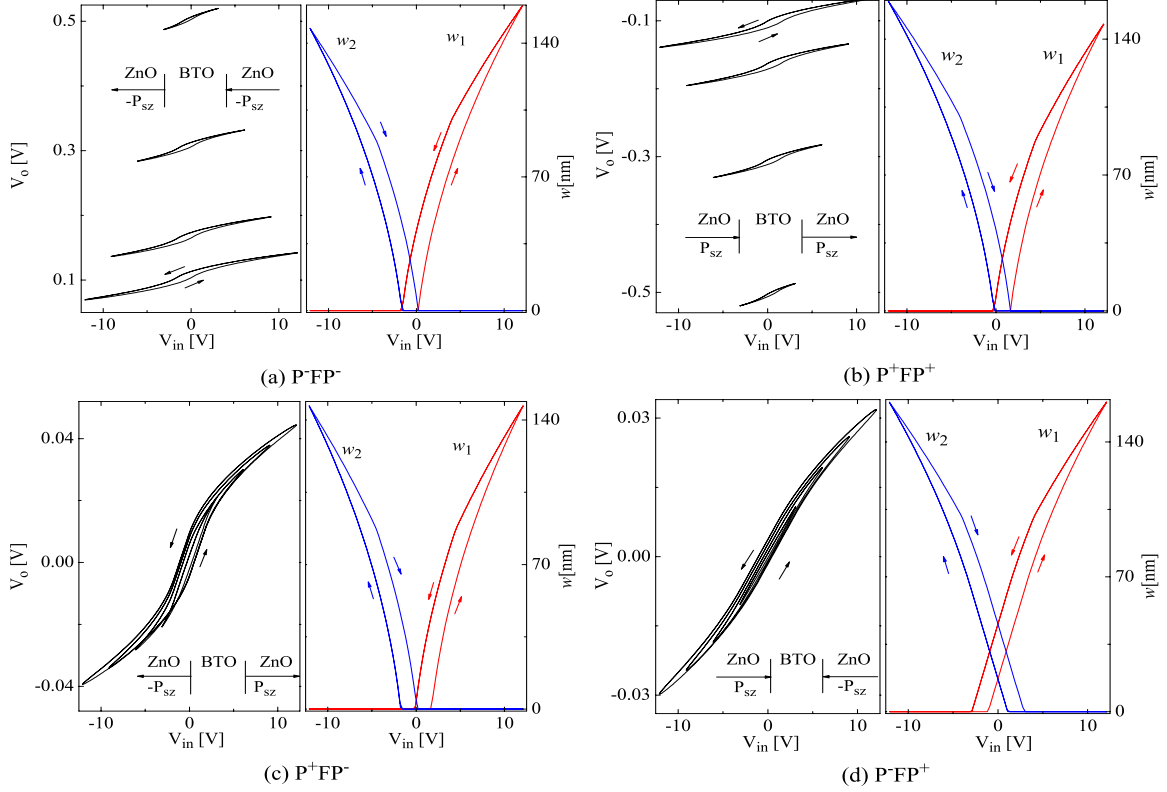 0.5
0.3
0.1
V_o [V]
ZnO BTO ZnO
-P_sz -P_sz
-10 0 10
V_in [V]
w_2 w_1
140
70
0
w[nm]
-10 0 10
V_in [V]
(a) P⁻FP⁻
-0.1
-0.3
-0.5
V_o [V]
ZnO BTO ZnO
P_sz P_sz
-10 0 10
V_in [V]
w_2 w_1
140
70
0
w[nm]
-10 0 10
V_in [V]
(b) P⁺FP⁺
0.04
0.00
-0.04
V_o [V]
ZnO BTO ZnO
-P_sz P_sz
-10 0 10
V_in [V]
w_2 w_1
140
70
0
w[nm]
-10 0 10
V_in [V]
(c) P⁺FP⁻
0.03
0.00
-0.03
V_o [V]
ZnO BTO ZnO
P_sz -P_sz
-10 0 10
V_in [V]
w_2 w_1
140
70
0
w[nm]
-10 0 10
V_in [V]
(d) P⁻FP⁺